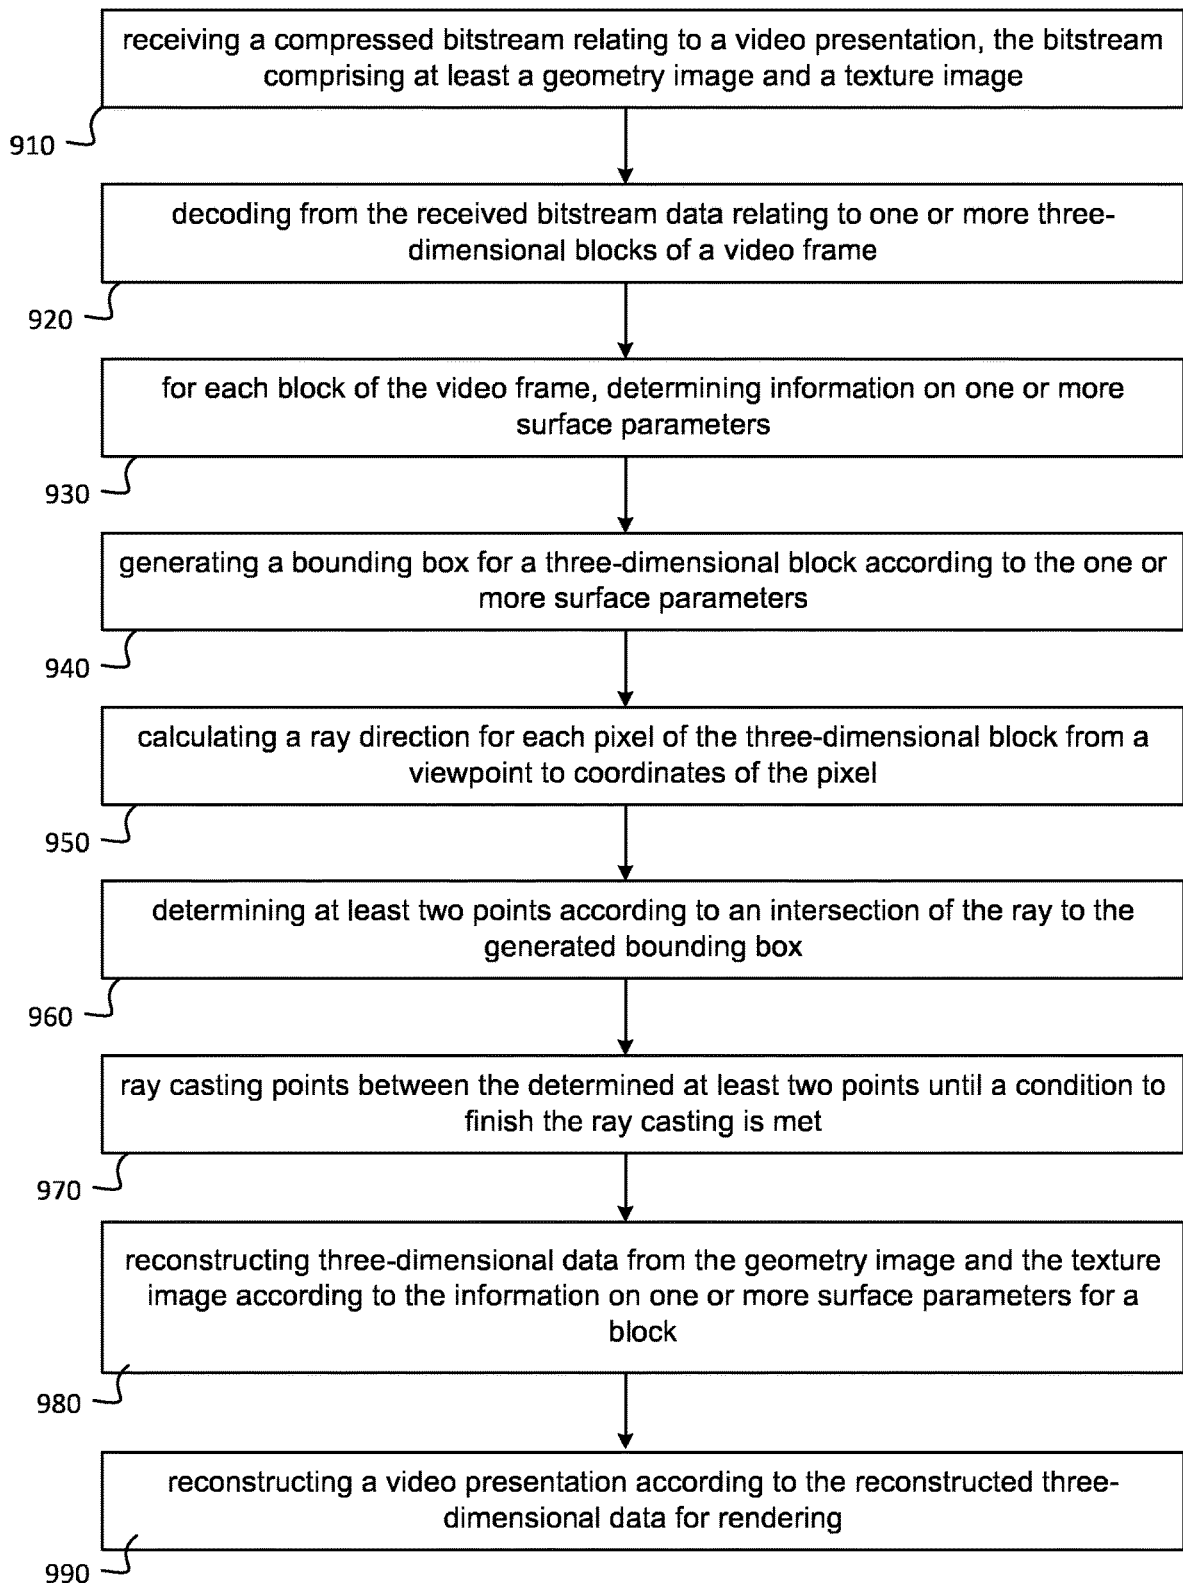 receiving a compressed bitstream relating to a video presentation, the bitstream
comprising at least a geometry image and a texture image
910
decoding from the received bitstream data relating to one or more three-
dimensional blocks of a video frame
920
for each block of the video frame, determining information on one or more
surface parameters
930
generating a bounding box for a three-dimensional block according to the one or
more surface parameters
940
calculating a ray direction for each pixel of the three-dimensional block from a
viewpoint to coordinates of the pixel
950
determining at least two points according to an intersection of the ray to the
generated bounding box
960
ray casting points between the determined at least two points until a condition to
finish the ray casting is met
970
reconstructing three-dimensional data from the geometry image and the texture
image according to the information on one or more surface parameters for a
block
980
reconstructing a video presentation according to the reconstructed three-
dimensional data for rendering
990